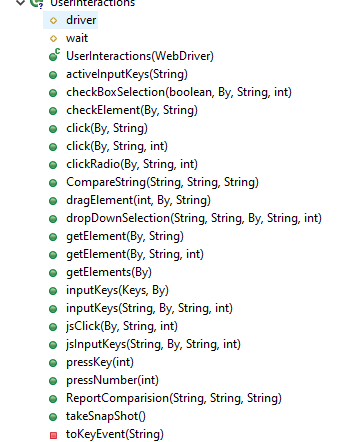 UserInteractions
driver
wait
UserInteractions(WebDriver)
activeInputKeys(String)
checkBoxSelection(boolean, By, String, int)
checkElement(By, String)
click(By, String)
click(By, String, int)
clickRadio(By, String, int)
CompareString(String, String, String)
dragElement(int, By, String)
dropDownSelection(String, String, By, String, int)
getElement(By, String)
getElement(By, String, int)
getElements(By)
inputKeys(Keys, By)
inputKeys(String, By, String, int)
jsClick(By, String, int)
jsInputKeys(String, By, String, int)
pressKey(int)
pressNumber(int)
ReportComparision(String, String, String)
takeSnapShot()
toKeyEvent(String)